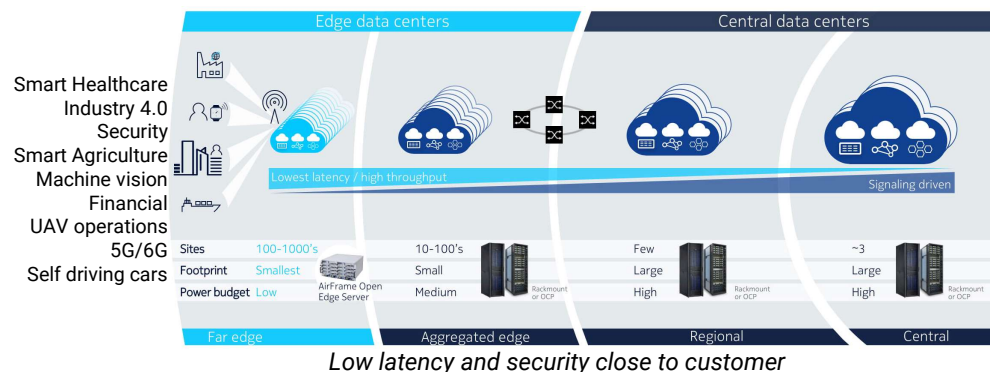 Edge data centers
Central data centers
Smart Healthcare
Industry 4.0
Security
Smart Agriculture
Machine vision
Financial
UAV operations
5G/6G
Self driving cars
Lowest latency / high throughput
Signaling driven
Sites 100-1000's 10-100's Few ~3
Footprint Smallest Small Large Large
Power budget Low Medium High High
AirFrame Open
Edge Server
Rackmount
or OCP
Rackmount
or OCP
Rackmount
or OCP
Far edge
Aggregated edge
Regional
Central
Low latency and security close to customer